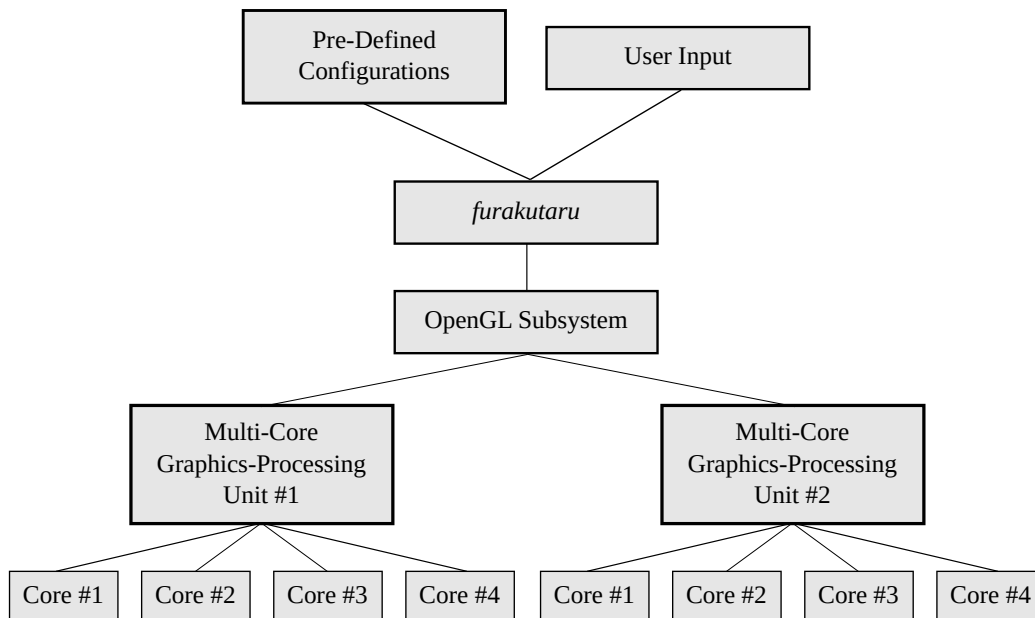 Pre-Defined
Configurations
User Input
furakutaru
OpenGL Subsystem
Multi-Core
Graphics-Processing
Unit #1
Multi-Core
Graphics-Processing
Unit #2
Core #1
Core #2
Core #3
Core #4
Core #1
Core #2
Core #3
Core #4